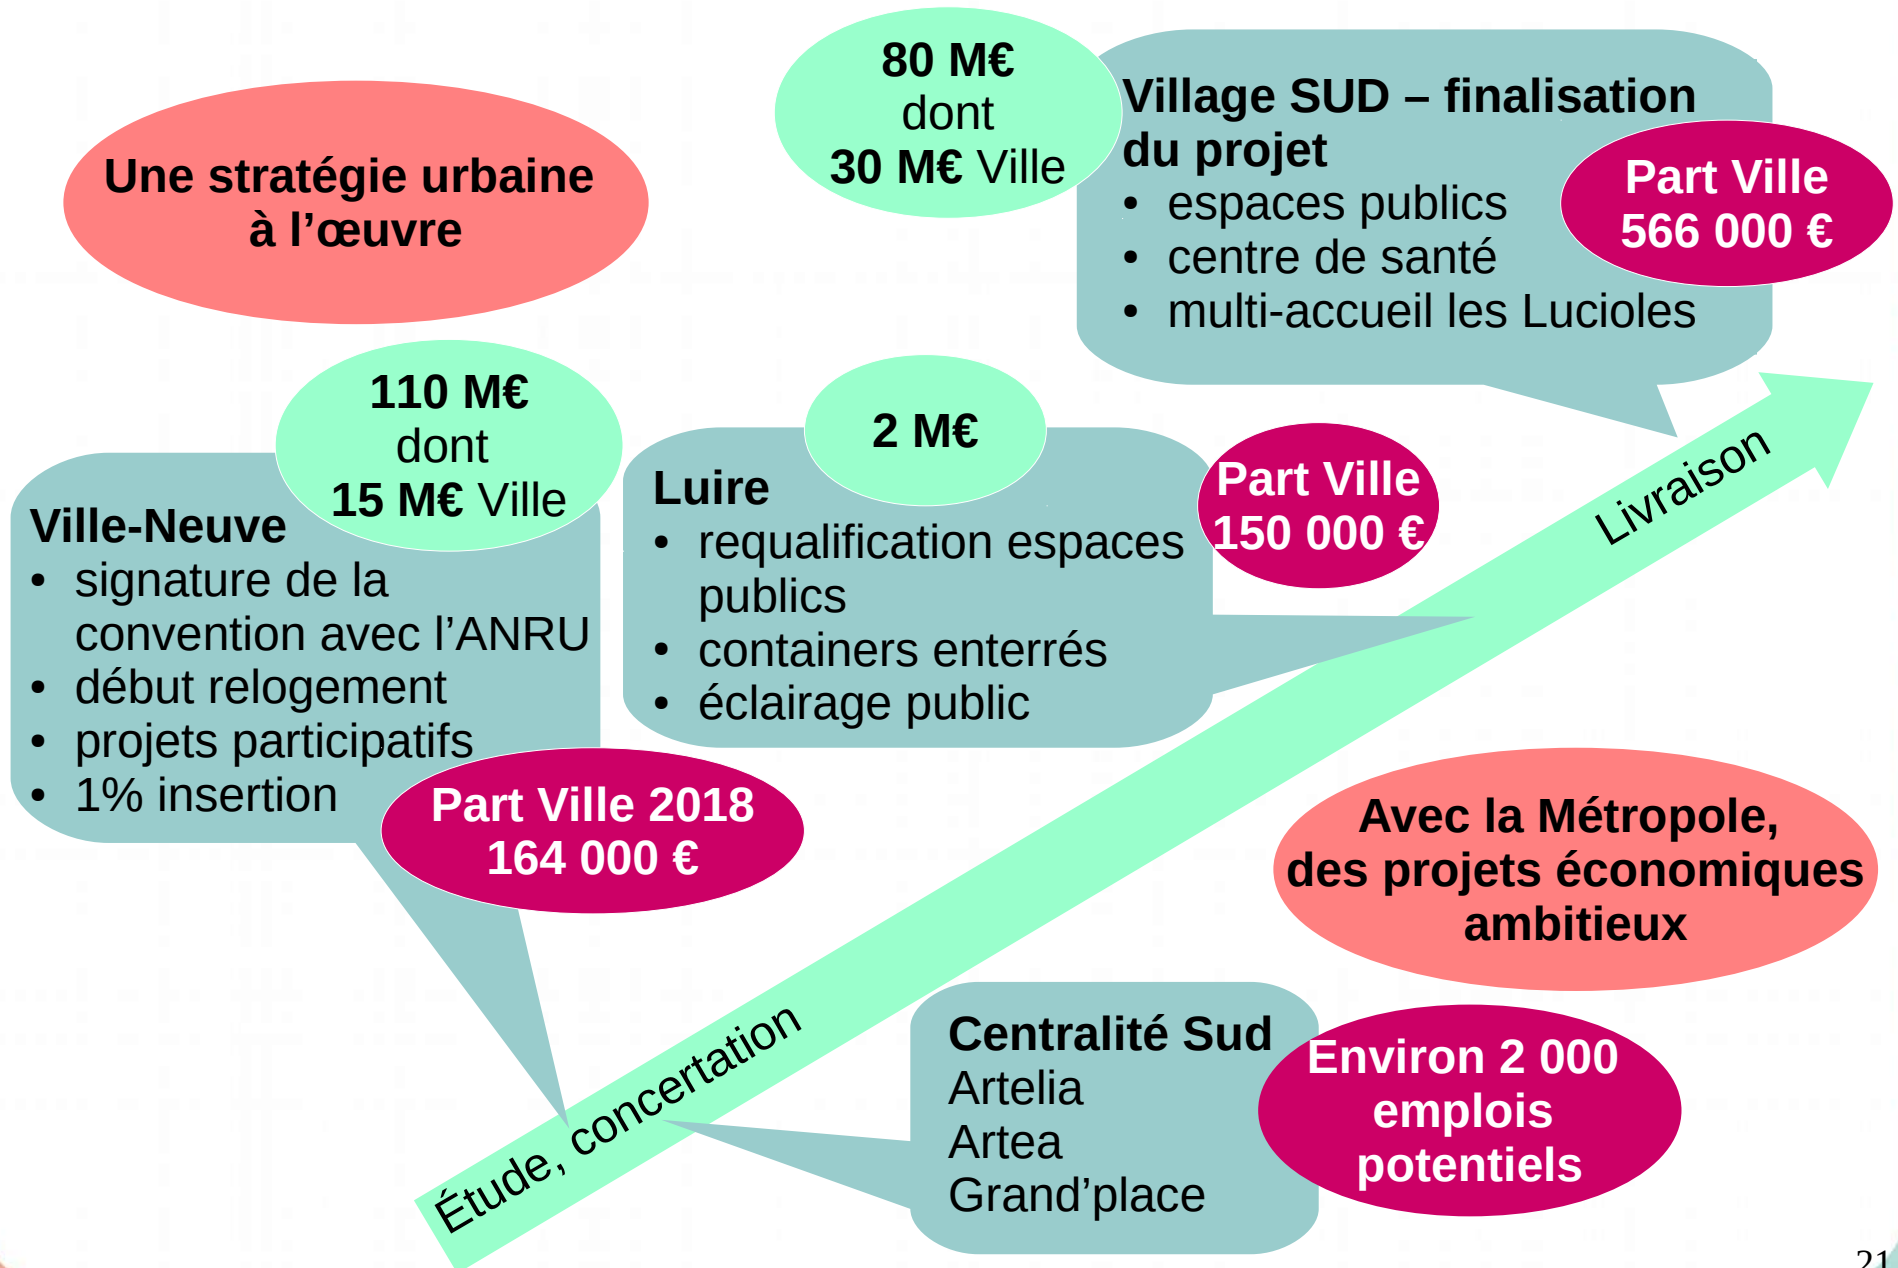 80 M€
dont
30 M€ Ville
Village SUD – finalisation
du projet
• espaces publics
• centre de santé
• multi-accueil les Lucioles
Part Ville
566 000 €
Une stratégie urbaine
à l’œuvre
110 M€
dont
15 M€ Ville
Ville-Neuve
• signature de la
convention avec l’ANRU
• début relogement
• projets participatifs
• 1% insertion
Part Ville 2018
164 000 €
2 M€
Luire
• requalification espaces
publics
• containers enterrés
• éclairage public
Part Ville
150 000 €
Livraison
Étude, concertation
Avec la Métropole,
des projets économiques
ambitieux
Centralité Sud
Artelia
Artea
Grand’place
Environ 2 000
emplois
potentiels
21